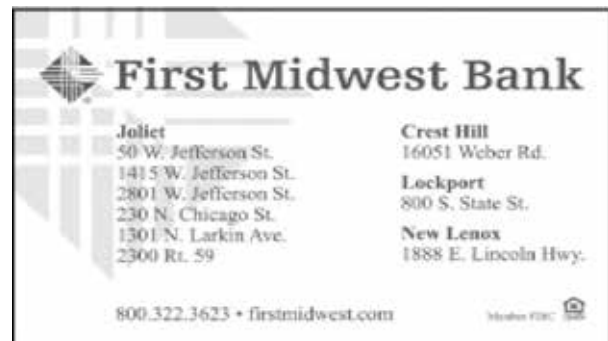 First Midwest Bank
Joliet
50 W. Jefferson St.
1415 W. Jefferson St.
2801 W. Jefferson St.
230 N. Chicago St.
1301 N. Larkin Ave.
2300 Rt. 59
Crest Hill
16051 Weber Rd.
Lockport
800 S. State St.
New Lenox
1888 E. Lincoln Hwy.
800.322.3623 • firstmidwest.com
Member FDIC